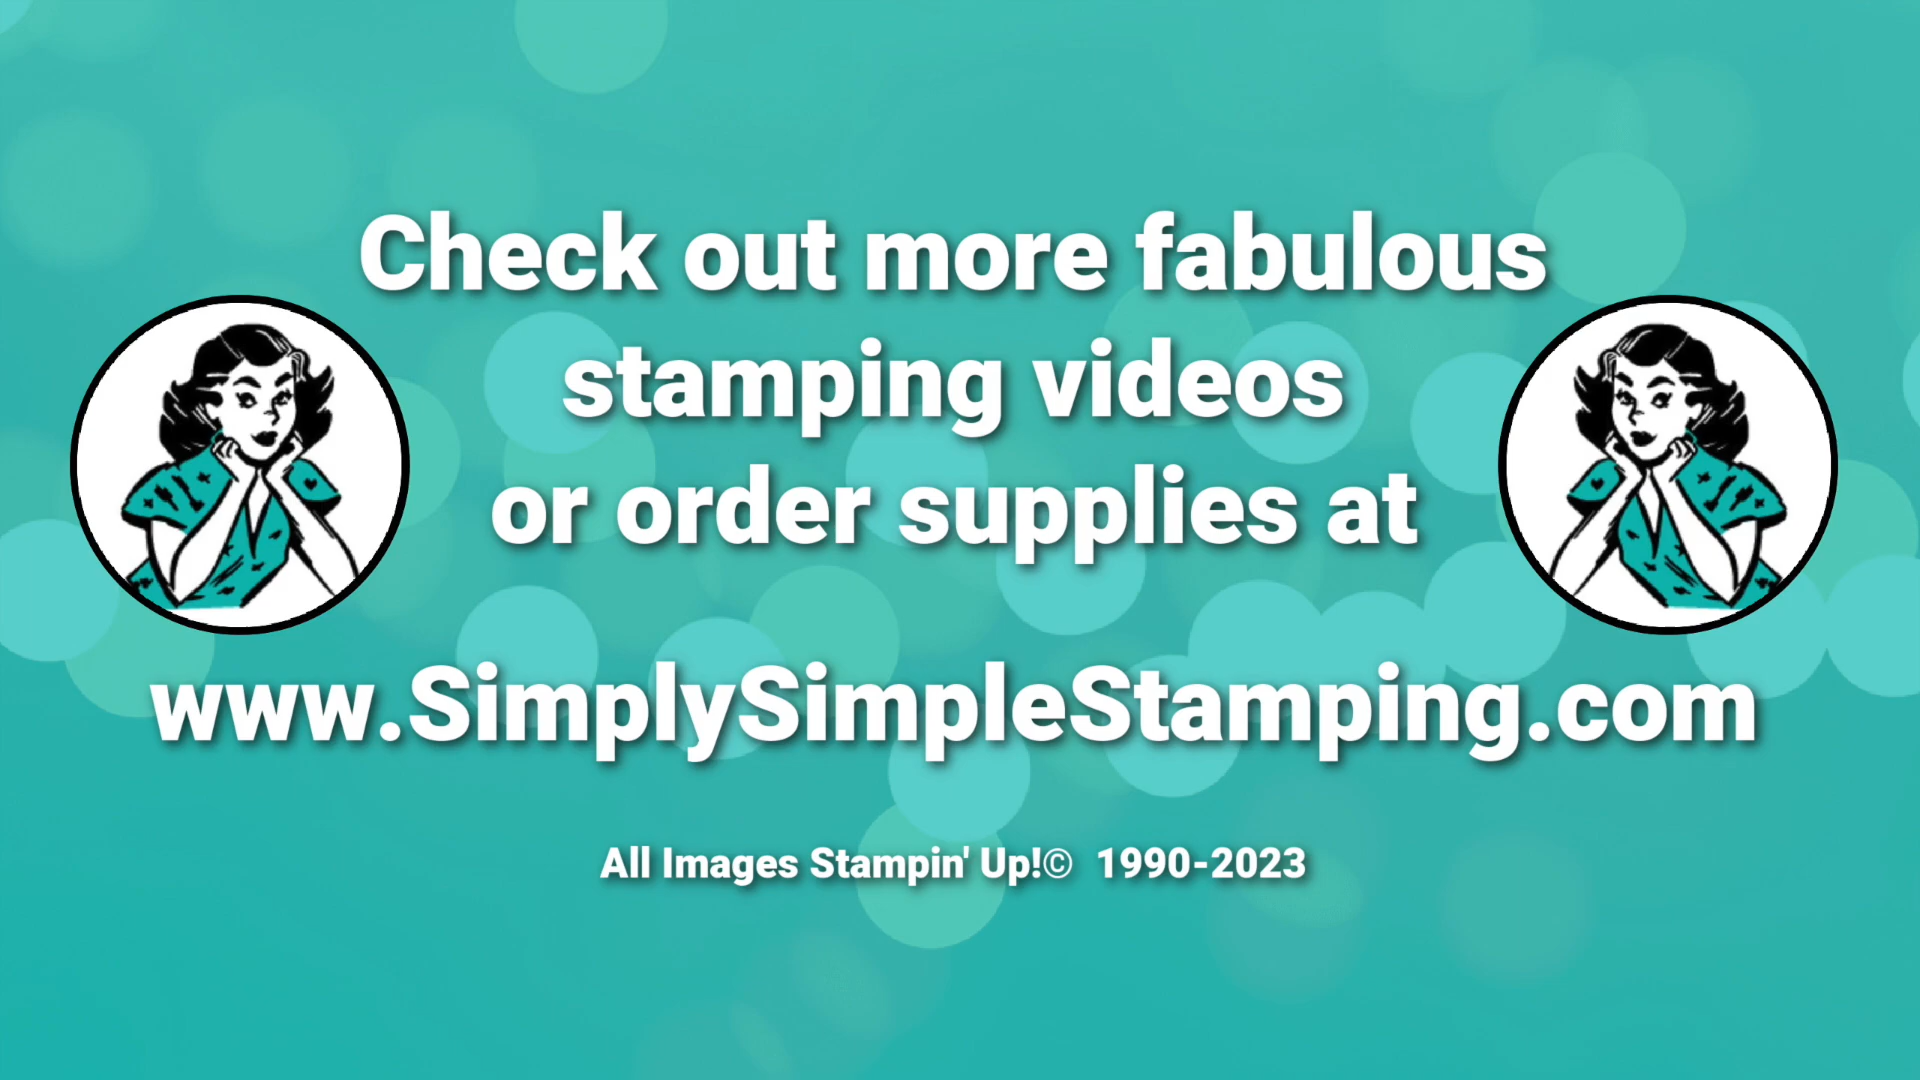 Check out more fabulous
stamping videos
or order supplies at
www.SimplySimpleStamping.com
All Images Stampin' Up!© 1990-2023